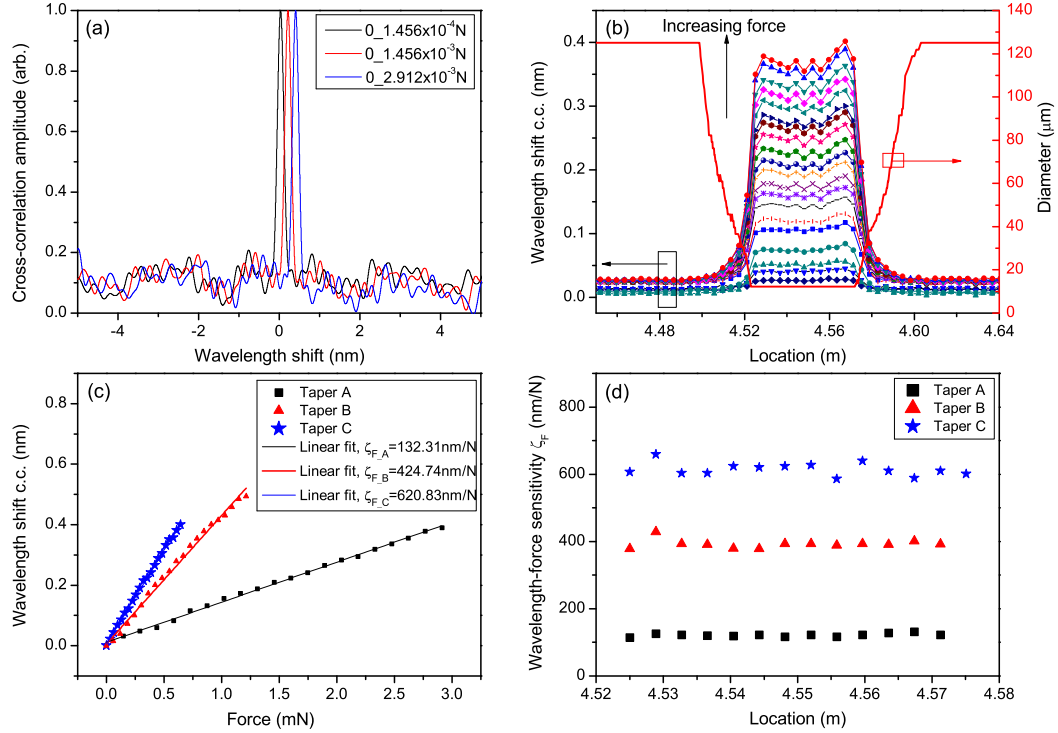 (a)
0_1.456x10-4N
0_1.456x10-3N
0_2.912x10-3N
1.0
0.8
0.6
0.4
0.2
0.0
Cross-correlation amplitude (arb.)
-4
-2
0
2
4
Wavelength shift (nm)
(b)
Increasing force
0.4
0.3
0.2
0.1
0.0
Wavelength shift c.c. (nm)
140
120
100
80
60
40
20
0
Diameter (μm)
4.48
4.52
4.56
4.60
4.64
Location (m)
(c)
Taper A
Taper B
Taper C
Linear fit, ζF_A=132.31nm/N
Linear fit, ζF_B=424.74nm/N
Linear fit, ζF_C=620.83nm/N
0.8
0.6
0.4
0.2
0.0
Wavelength shift c.c. (nm)
0.0
0.5
1.0
1.5
2.0
2.5
3.0
Force (mN)
(d)
Taper A
Taper B
Taper C
800
600
400
200
0
Wavelength-force sensitivity ζF (nm/N)
4.52
4.53
4.54
4.55
4.56
4.57
4.58
Location (m)